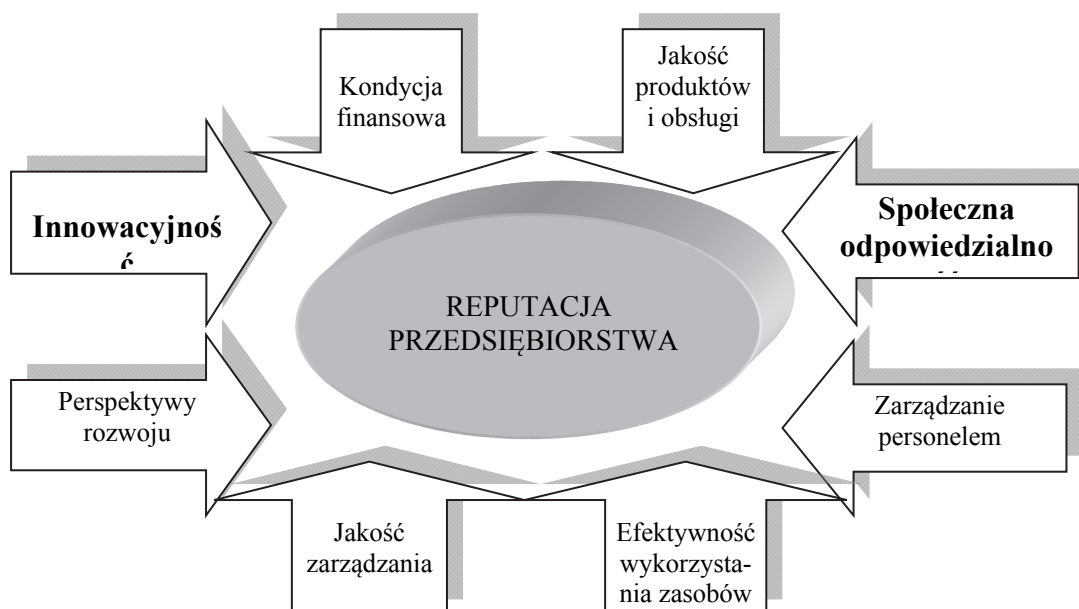 Kondycja
finansowa
Jakość
produktów
i obsługi
Innowacyjnoś
ć
Społeczna
odpowiedzialno
REPUTACJA
PRZEDSIĘBIORSTWA
Perspektywy
rozwoju
Zarządzanie
personelem
Jakość
zarządzania
Efektywność
wykorzysta-
nia zasobów